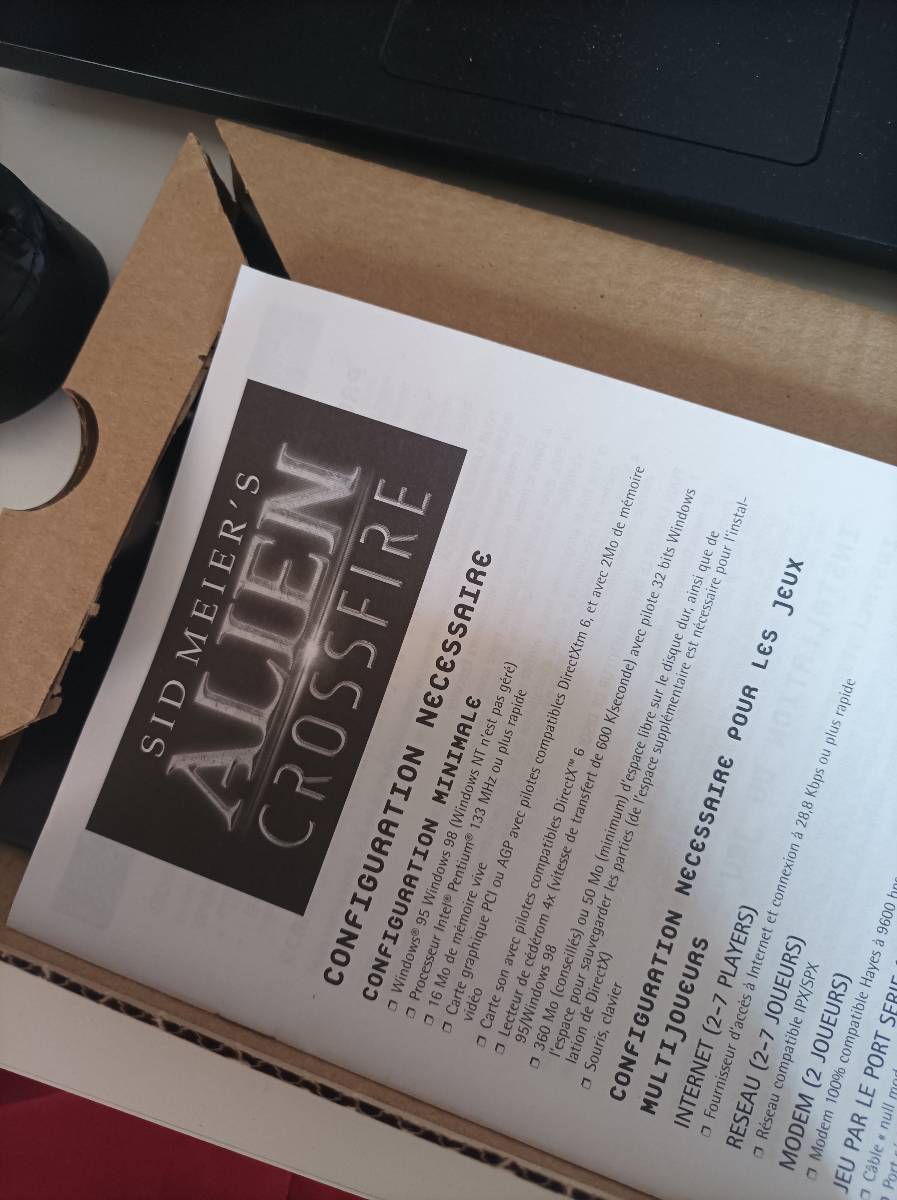 SID MEIER'S
ALIEN
CROSSFIRE
CONFIGURATION NECESSAIRE
CONFIGURATION MINIMALE
❒ Windows® 95 Windows 98 (Windows NT n'est pas géré)
❒ Processeur Intel® Pentium® 133 MHz ou plus rapide
❒ 16 Mo de mémoire vive
❒ Carte graphique PCI ou AGP avec pilotes compatibles DirectXtm 6, et avec 2Mo de mémoire
vidéo
❒ Carte son avec pilotes compatibles DirectX™ 6
❒ Lecteur de cédérom 4x (vitesse de transfert de 600 K/seconde) avec pilote 32 bits Windows
95/Windows 98
❒ 360 Mo (conseillés) ou 50 Mo (minimum) d'espace libre sur le disque dur, ainsi que de
l'espace pour sauvegarder les parties (de l'espace supplémentaire est nécessaire pour l'instal-
lation de DirectX)
❒ Souris, clavier
CONFIGURATION NECESSAIRE POUR LES JEUX
MULTIJOUEURS
INTERNET (2-7 PLAYERS)
❒ Fournisseur d'accès à Internet et connexion à 28,8 Kbps ou plus rapide
RESEAU (2-7 JOUEURS)
❒ Réseau compatible IPX/SPX
MODEM (2 JOUEURS)
❒ Modem 100% compatible Hayes à 9600
JEU PAR LE PORT SERIE
❒ Câble « null
❒ Port